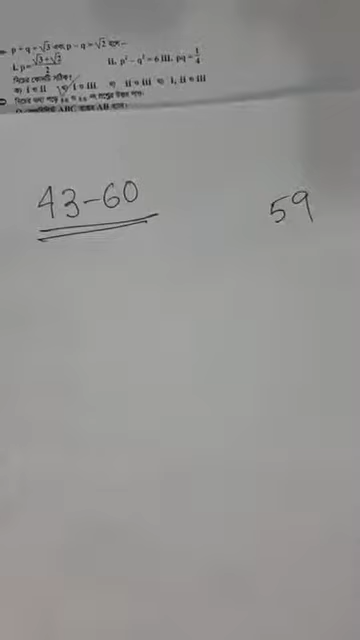 p + q = √3 এবং p − q = √2 হলে−
i. p = (√3 + √2)/2 ii. p² − q² = 6 iii. pq = 1/4
নিচের কোনটি সঠিক?
ক) i ও ii খ) i ও iii গ) ii ও iii ঘ) i, ii ও iii
43-60
59